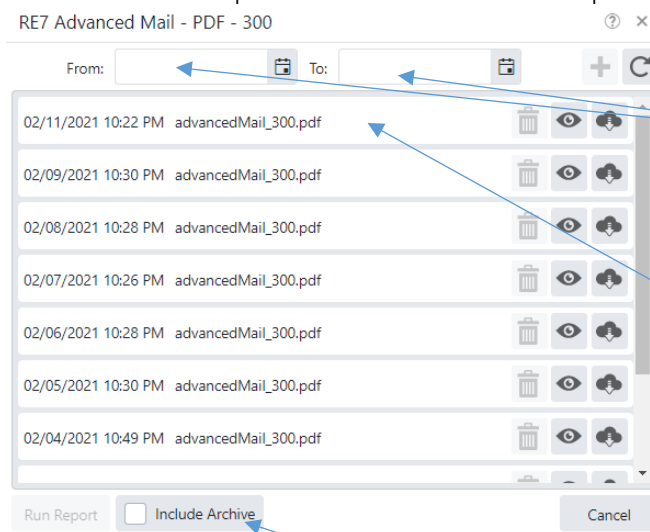 RE7 Advanced Mail - PDF - 300
From: To:
02/11/2021 10:22 PM advancedMail_300.pdf
02/09/2021 10:30 PM advancedMail_300.pdf
02/08/2021 10:28 PM advancedMail_300.pdf
02/07/2021 10:26 PM advancedMail_300.pdf
02/06/2021 10:28 PM advancedMail_300.pdf
02/05/2021 10:30 PM advancedMail_300.pdf
02/04/2021 10:49 PM advancedMail_300.pdf
Run Report Include Archive Cancel